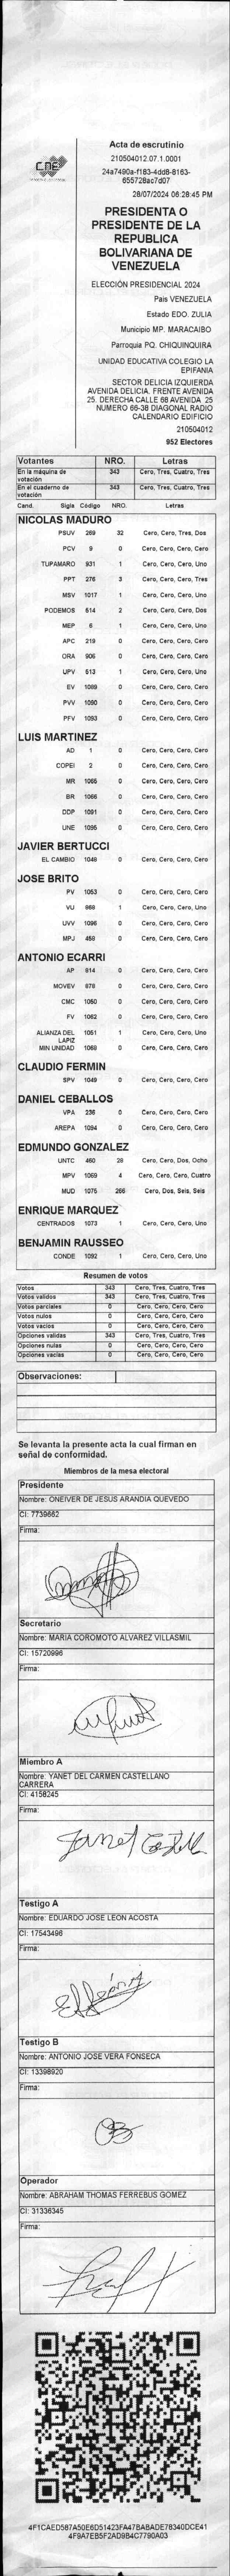 CNE
Acta de escrutinio
210504012.07.1.0001
24a7490a-f183-4dd8-8163-
655728ac7d07
28/07/2024 06:28:45 PM
PRESIDENTA O
PRESIDENTE DE LA
REPUBLICA
BOLIVARIANA DE
VENEZUELA
ELECCIÓN PRESIDENCIAL 2024
Pais VENEZUELA
Estado EDO. ZULIA
Municipio MP. MARACAIBO
Parroquia PQ. CHIQUINQUIRA
UNIDAD EDUCATIVA COLEGIO LA
EPIFANIA
SECTOR DELICIA IZQUIERDA
AVENIDA DELICIA. FRENTE AVENIDA
25. DERECHA CALLE 68 AVENIDA 25
NUMERO 66-38 DIAGONAL RADIO
CALENDARIO EDIFICIO
210504012
952 Electores
Votantes NRO. Letras
En la máquina de votación 343 Cero, Tres, Cuatro, Tres
En el cuaderno de votación 343 Cero, Tres, Cuatro, Tres
Cand. Sigla Código NRO. Letras
NICOLAS MADURO
PSUV 269 32 Cero, Cero, Tres, Dos
PCV 9 0 Cero, Cero, Cero, Cero
TUPAMARO 931 1 Cero, Cero, Cero, Uno
PPT 276 3 Cero, Cero, Cero, Tres
MSV 1017 1 Cero, Cero, Cero, Uno
PODEMOS 614 2 Cero, Cero, Cero, Dos
MEP 6 1 Cero, Cero, Cero, Uno
APC 219 0 Cero, Cero, Cero, Cero
ORA 906 0 Cero, Cero, Cero, Cero
UPV 513 1 Cero, Cero, Cero, Uno
EV 1089 0 Cero, Cero, Cero, Cero
PVV 1090 0 Cero, Cero, Cero, Cero
PFV 1093 0 Cero, Cero, Cero, Cero
LUIS MARTINEZ
AD 1 0 Cero, Cero, Cero, Cero
COPEI 2 0 Cero, Cero, Cero, Cero
MR 1065 0 Cero, Cero, Cero, Cero
BR 1066 0 Cero, Cero, Cero, Cero
DDP 1091 0 Cero, Cero, Cero, Cero
UNE 1095 0 Cero, Cero, Cero, Cero
JAVIER BERTUCCI
EL CAMBIO 1048 0 Cero, Cero, Cero, Cero
JOSE BRITO
PV 1053 0 Cero, Cero, Cero, Cero
VU 868 1 Cero, Cero, Cero, Uno
UVV 1096 0 Cero, Cero, Cero, Cero
MPJ 458 0 Cero, Cero, Cero, Cero
ANTONIO ECARRI
AP 814 0 Cero, Cero, Cero, Cero
MOVEV 878 0 Cero, Cero, Cero, Cero
CMC 1050 0 Cero, Cero, Cero, Cero
FV 1062 0 Cero, Cero, Cero, Cero
ALIANZA DEL LAPIZ 1051 1 Cero, Cero, Cero, Uno
MIN UNIDAD 1068 0 Cero, Cero, Cero, Cero
CLAUDIO FERMIN
SPV 1049 0 Cero, Cero, Cero, Cero
DANIEL CEBALLOS
VPA 236 0 Cero, Cero, Cero, Cero
AREPA 1094 0 Cero, Cero, Cero, Cero
EDMUNDO GONZALEZ
UNTC 460 28 Cero, Cero, Dos, Ocho
MPV 1069 4 Cero, Cero, Cero, Cuatro
MUD 1075 266 Cero, Dos, Seis, Seis
ENRIQUE MARQUEZ
CENTRADOS 1073 1 Cero, Cero, Cero, Uno
BENJAMIN RAUSSEO
CONDE 1092 1 Cero, Cero, Cero, Uno
Resumen de votos
Votos 343 Cero, Tres, Cuatro, Tres
Votos validos 343 Cero, Tres, Cuatro, Tres
Votos parciales 0 Cero, Cero, Cero, Cero
Votos nulos 0 Cero, Cero, Cero, Cero
Votos vacios 0 Cero, Cero, Cero, Cero
Opciones validas 343 Cero, Tres, Cuatro, Tres
Opciones nulas 0 Cero, Cero, Cero, Cero
Opciones vacias 0 Cero, Cero, Cero, Cero
Observaciones:
Se levanta la presente acta la cual firman en
señal de conformidad.
Miembros de la mesa electoral
Presidente
Nombre: ONEIVER DE JESUS ARANDIA QUEVEDO
CI: 7739662
Firma:
Secretario
Nombre: MARIA COROMOTO ALVAREZ VILLASMIL
CI: 15720996
Firma:
Miembro A
Nombre: YANET DEL CARMEN CASTELLANO
CARRERA
CI: 4158245
Firma:
Testigo A
Nombre: EDUARDO JOSE LEON ACOSTA
CI: 17543496
Firma:
Testigo B
Nombre: ANTONIO JOSE VERA FONSECA
CI: 13398920
Firma:
Operador
Nombre: ABRAHAM THOMAS FERREBUS GOMEZ
CI: 31336345
Firma:
4F1CAED587A50E6D51423FA47BABADE78340DCE41
4F9A7EB5F2AD9B4C7790A03